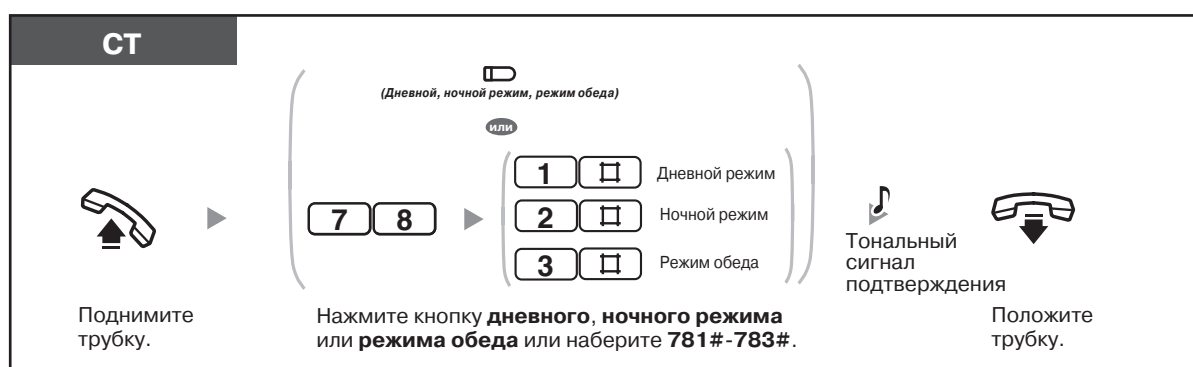 СТ
(Дневной, ночной режим, режим обеда)
или
1 # Дневной режим
7 8 2 # Ночной режим
3 # Режим обеда
Тональный
сигнал
подтверждения
Поднимите
трубку.
Нажмите кнопку дневного, ночного режима
или режима обеда или наберите 781#-783#.
Положите
трубку.